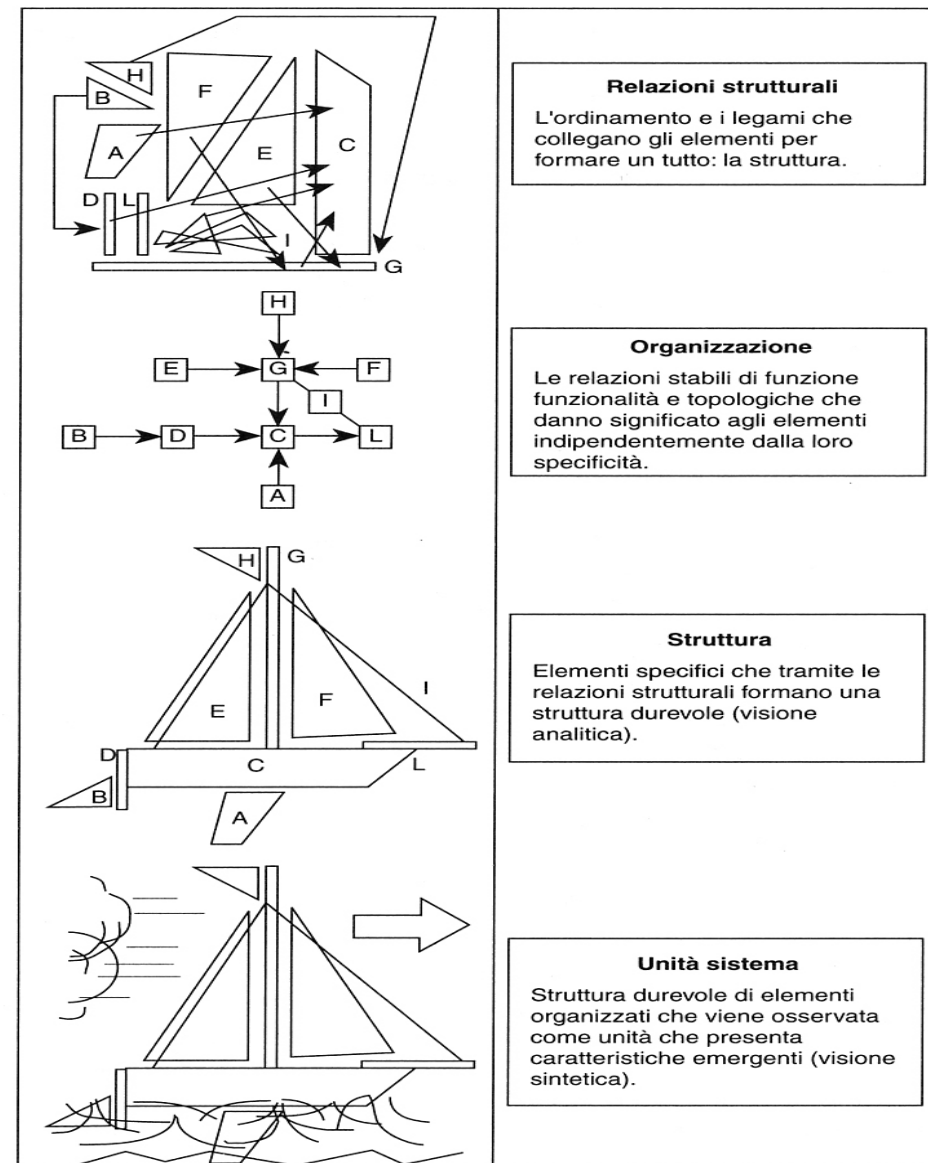 H
B
F
A
E
C
D L
I
G
Relazioni strutturali
L'ordinamento e i legami che
collegano gli elementi per
formare un tutto: la struttura.
H
E G F
I
B D C L
A
Organizzazione
Le relazioni stabili di funzione
funzionalità e topologiche che
danno significato agli elementi
indipendentemente dalla loro
specificità.
H G
E F I
D C L
B
A
Struttura
Elementi specifici che tramite le
relazioni strutturali formano una
struttura durevole (visione
analitica).
Unità sistema
Struttura durevole di elementi
organizzati che viene osservata
come unità che presenta
caratteristiche emergenti (visione
sintetica).